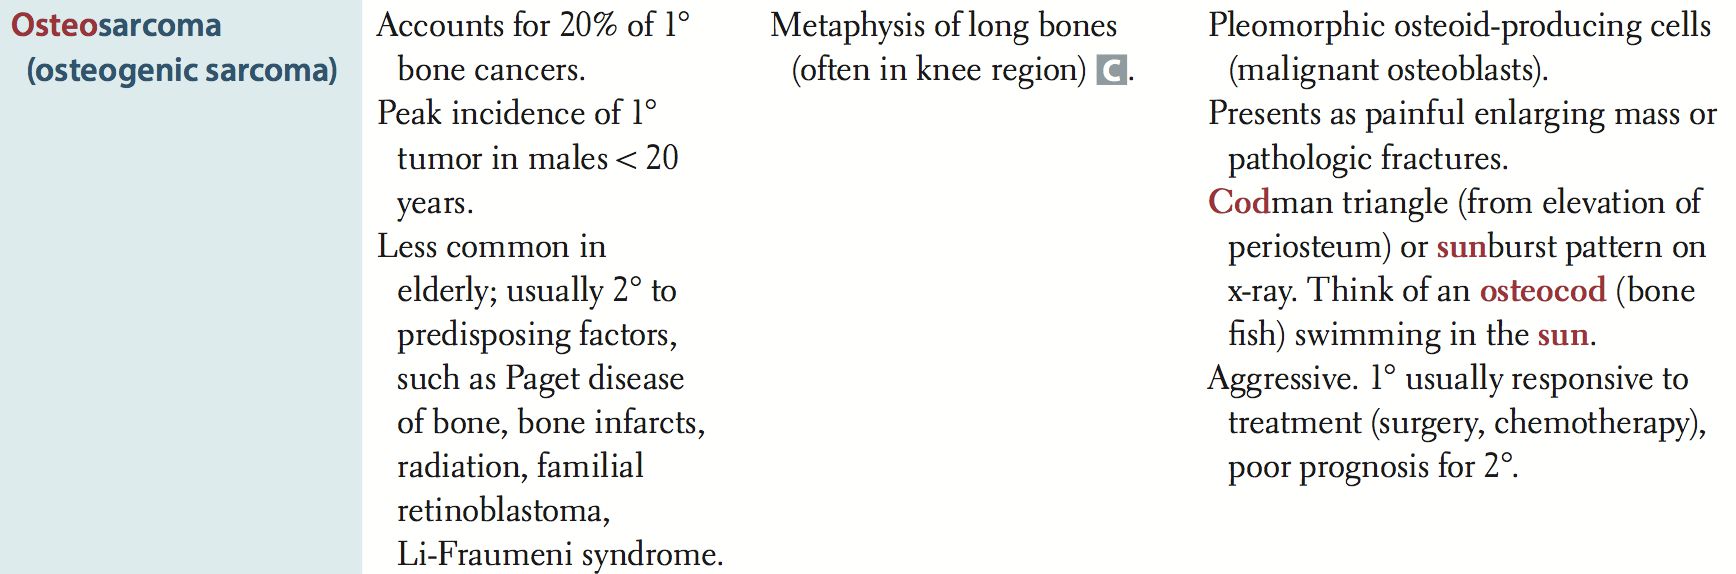 Osteosarcoma
(osteogenic sarcoma)
Accounts for 20% of 1°
bone cancers.
Peak incidence of 1°
tumor in males < 20
years.
Less common in
elderly; usually 2° to
predisposing factors,
such as Paget disease
of bone, bone infarcts,
radiation, familial
retinoblastoma,
Li-Fraumeni syndrome.
Metaphysis of long bones
(often in knee region) C.
Pleomorphic osteoid-producing cells
(malignant osteoblasts).
Presents as painful enlarging mass or
pathologic fractures.
Codman triangle (from elevation of
periosteum) or sunburst pattern on
x-ray. Think of an osteocod (bone
fish) swimming in the sun.
Aggressive. 1° usually responsive to
treatment (surgery, chemotherapy),
poor prognosis for 2°.